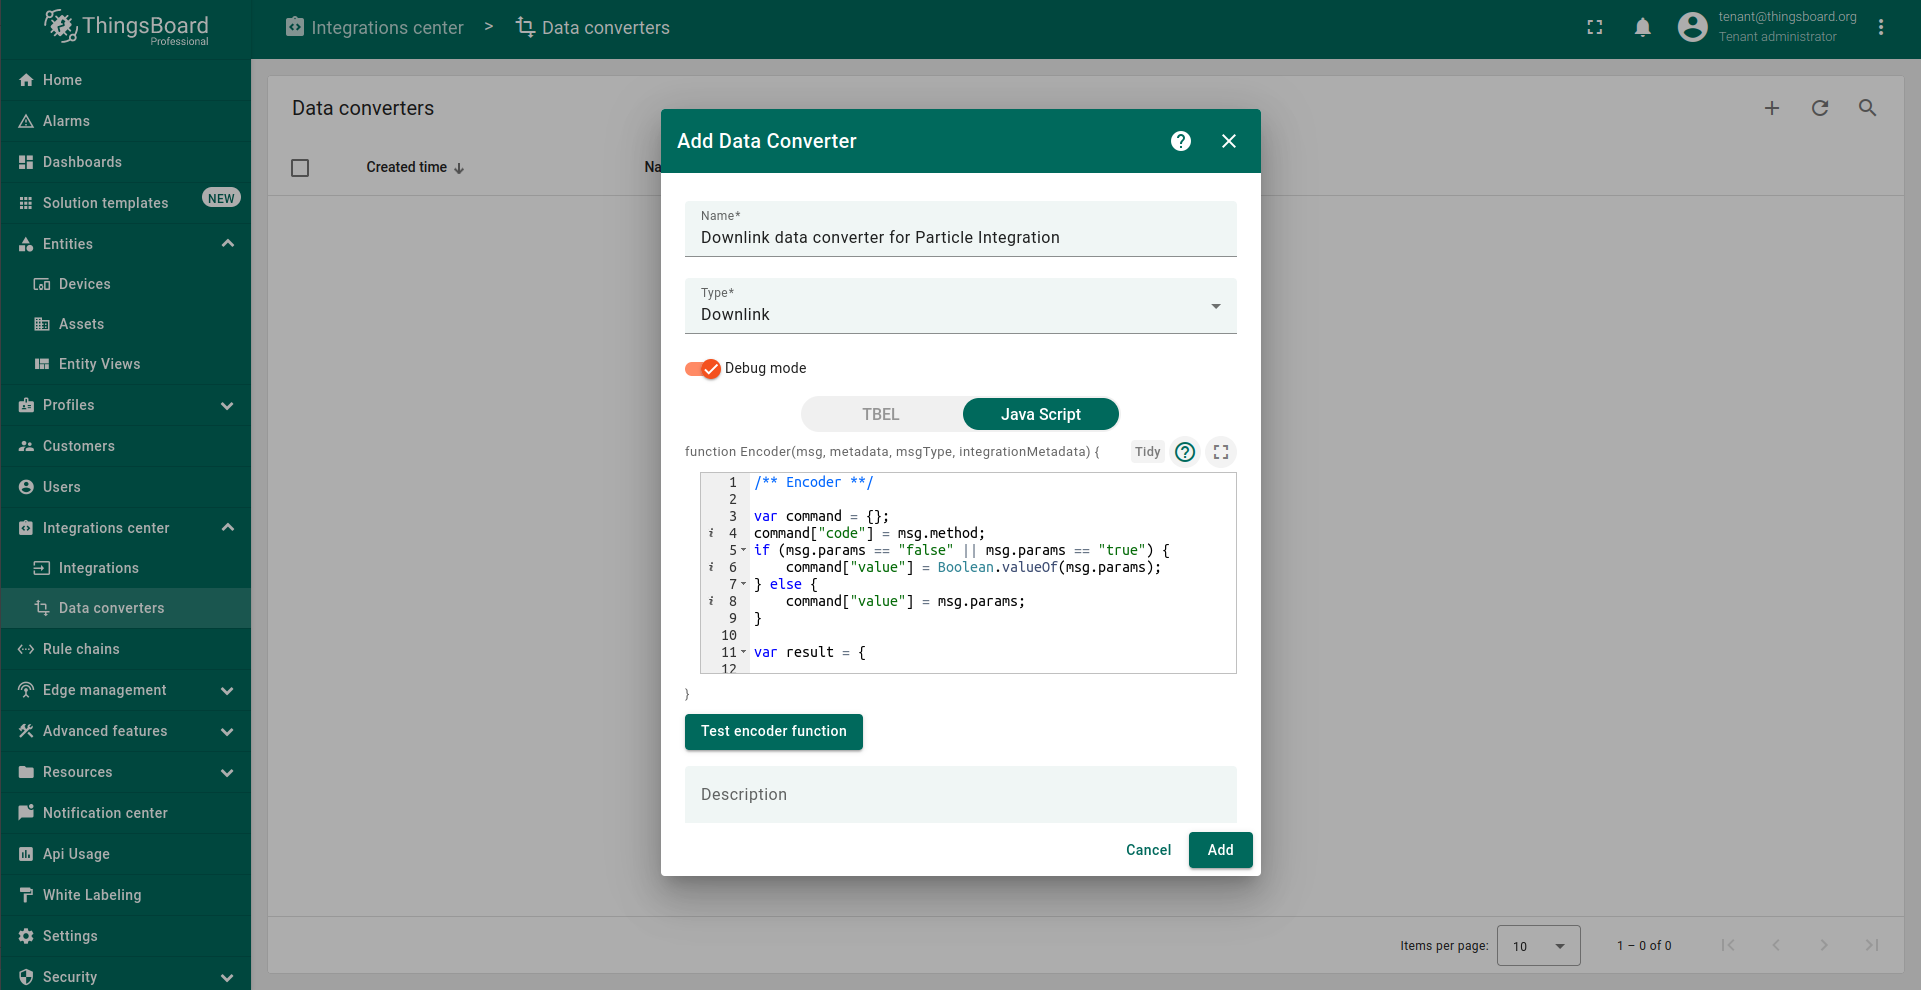 ThingsBoard
Professional
Integrations center > Data converters
tenant@thingsboard.org
Tenant administrator
Home
Alarms
Dashboards
Solution templates NEW
Entities
Devices
Assets
Entity Views
Profiles
Customers
Users
Integrations center
Integrations
Data converters
Rule chains
Edge management
Advanced features
Resources
Notification center
Api Usage
White Labeling
Settings
Security
Data converters
Created time
Na
Add Data Converter
Name*
Downlink data converter for Particle Integration
Type*
Downlink
Debug mode
TBEL Java Script
function Encoder(msg, metadata, msgType, integrationMetadata) { Tidy
1 /** Encoder **/
2
3 var command = {};
4 command["code"] = msg.method;
5 if (msg.params == "false" || msg.params == "true") {
6 command["value"] = Boolean.valueOf(msg.params);
7 } else {
8 command["value"] = msg.params;
9 }
10
11 var result = {
12
}
Test encoder function
Description
Cancel Add
Items per page: 10 1 – 0 of 0